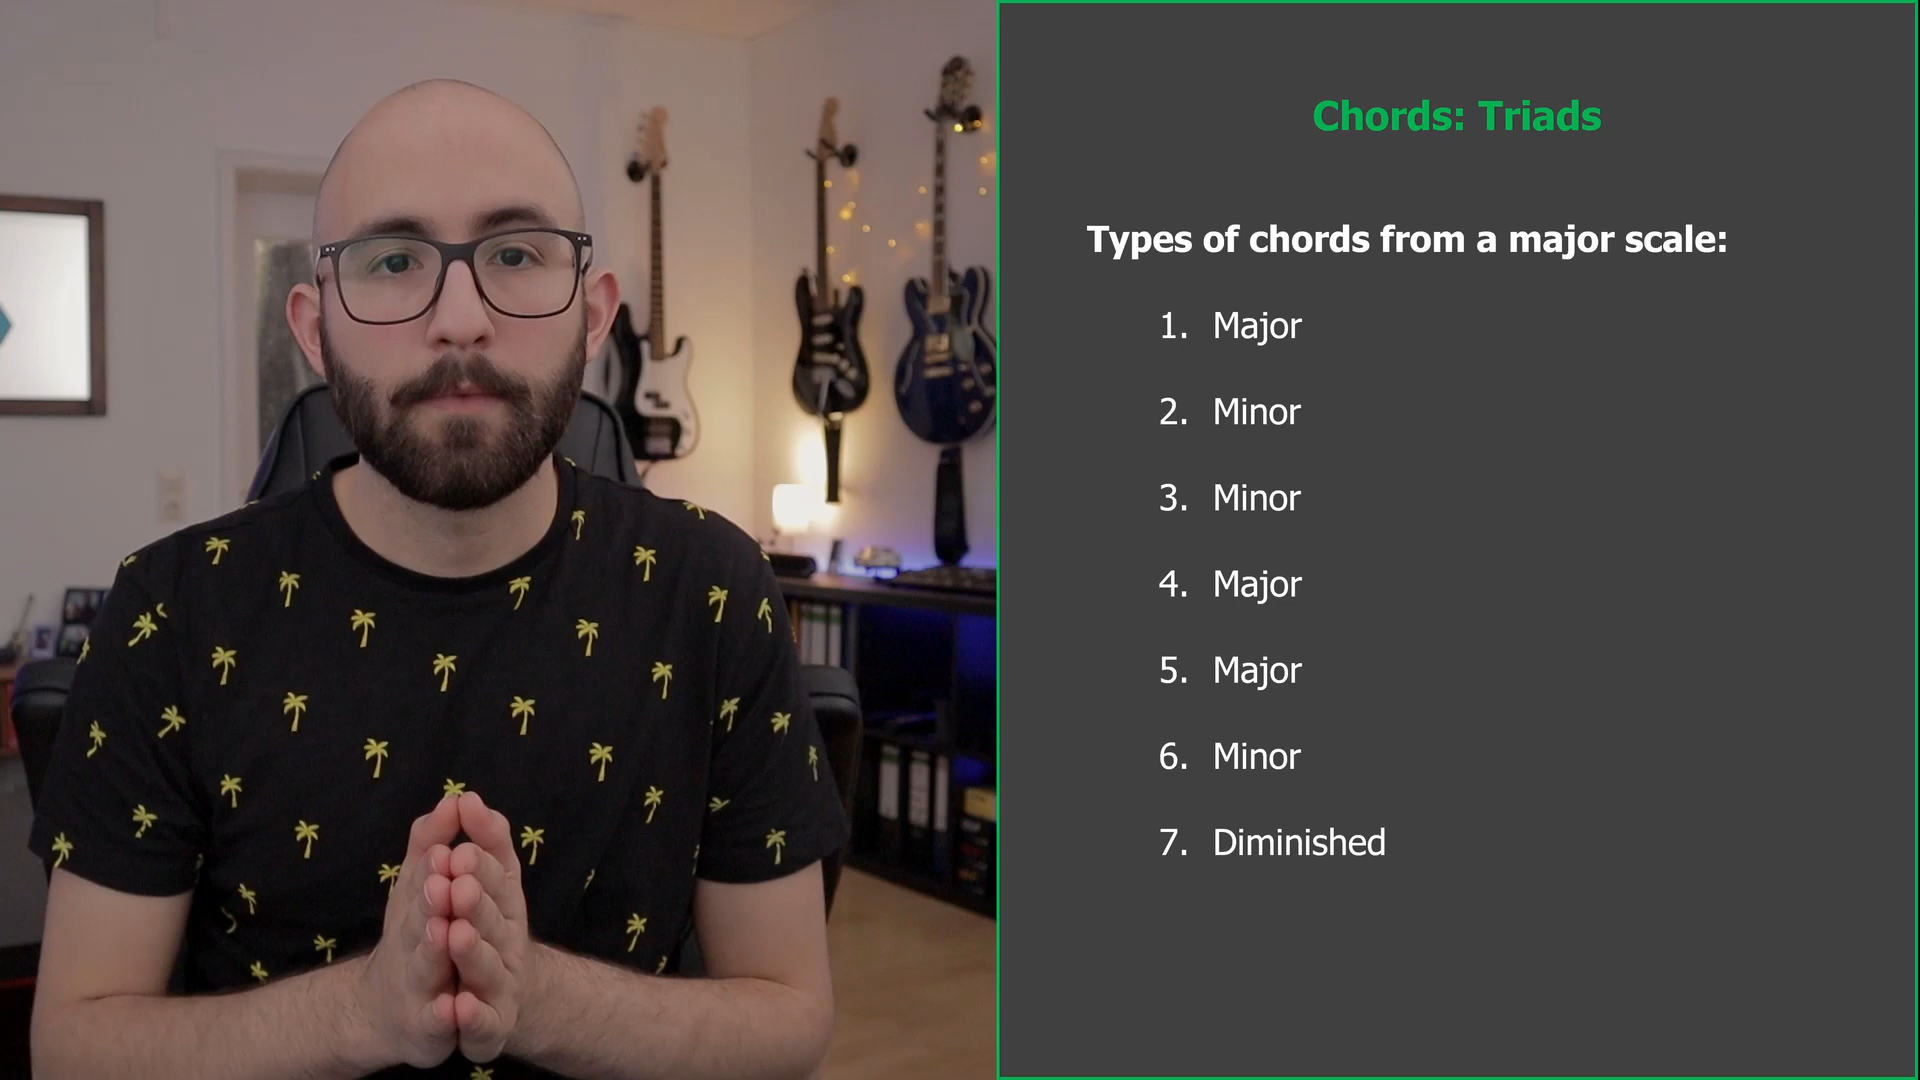 Chords: Triads
Types of chords from a major scale:
1. Major
2. Minor
3. Minor
4. Major
5. Major
6. Minor
7. Diminished